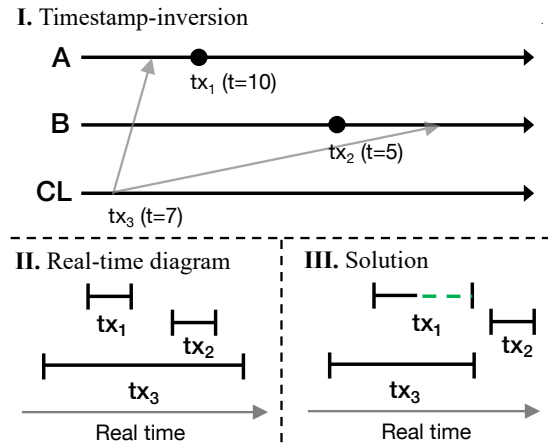 I. Timestamp-inversion
A
tx₁ (t=10)
B
tx₂ (t=5)
CL
tx₃ (t=7)
II. Real-time diagram
tx₁
tx₂
tx₃
Real time
III. Solution
tx₁
tx₂
tx₃
Real time